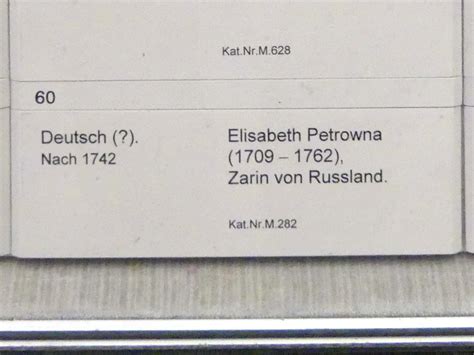 Kat.Nr.M.628
60
Deutsch (?).
Nach 1742
Elisabeth Petrowna
(1709 – 1762),
Zarin von Russland.
Kat.Nr.M.282